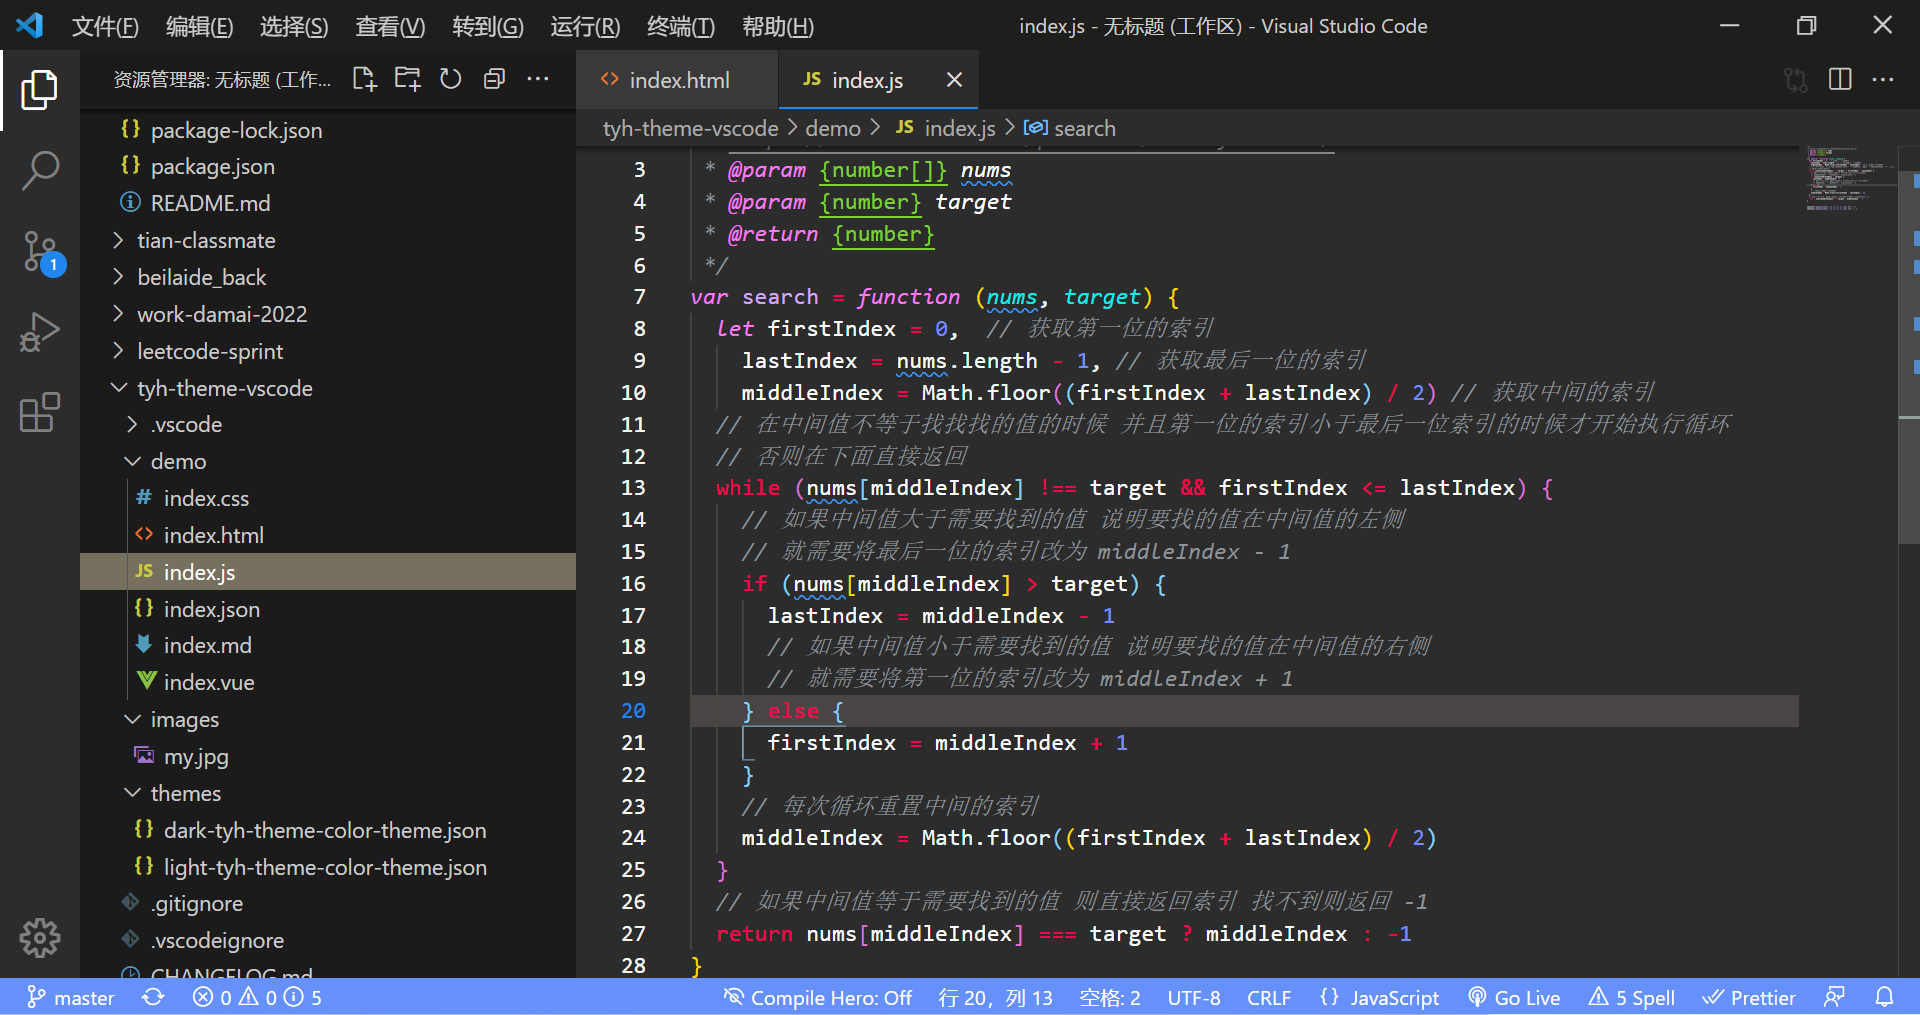 文件(F) 编辑(E) 选择(S) 查看(V) 转到(G) 运行(R) 终端(T) 帮助(H)
index.js - 无标题 (工作区) - Visual Studio Code
资源管理器: 无标题 (工作...
package-lock.json
package.json
README.md
tian-classmate
beilaide_back
work-damai-2022
leetcode-sprint
tyh-theme-vscode
.vscode
demo
index.css
index.html
index.js
index.json
index.md
index.vue
images
my.jpg
themes
dark-tyh-theme-color-theme.json
light-tyh-theme-color-theme.json
.gitignore
.vscodeignore
CHANGELOG.md
1
index.html
JS index.js
tyh-theme-vscode > demo > JS index.js > search
3 * @param {number[]} nums
4 * @param {number} target
5 * @return {number}
6 */
7 var search = function (nums, target) {
8 let firstIndex = 0, // 获取第一位的索引
9 lastIndex = nums.length - 1, // 获取最后一位的索引
10 middleIndex = Math.floor((firstIndex + lastIndex) / 2) // 获取中间的索引
11 // 在中间值不等于找找找的值的时候 并且第一位的索引小于最后一位索引的时候才开始执行循环
12 // 否则在下面直接返回
13 while (nums[middleIndex] !== target && firstIndex <= lastIndex) {
14 // 如果中间值大于需要找到的值 说明要找的值在中间值的左侧
15 // 就需要将最后一位的索引改为 middleIndex - 1
16 if (nums[middleIndex] > target) {
17 lastIndex = middleIndex - 1
18 // 如果中间值小于需要找到的值 说明要找的值在中间值的右侧
19 // 就需要将第一位的索引改为 middleIndex + 1
20 } else {
21 firstIndex = middleIndex + 1
22 }
23 // 每次循环重置中间的索引
24 middleIndex = Math.floor((firstIndex + lastIndex) / 2)
25 }
26 // 如果中间值等于需要找到的值 则直接返回索引 找不到则返回 -1
27 return nums[middleIndex] === target ? middleIndex : -1
28 }
master 0 0 5 Compile Hero: Off 行 20，列 13 空格: 2 UTF-8 CRLF {} JavaScript Go Live 5 Spell Prettier